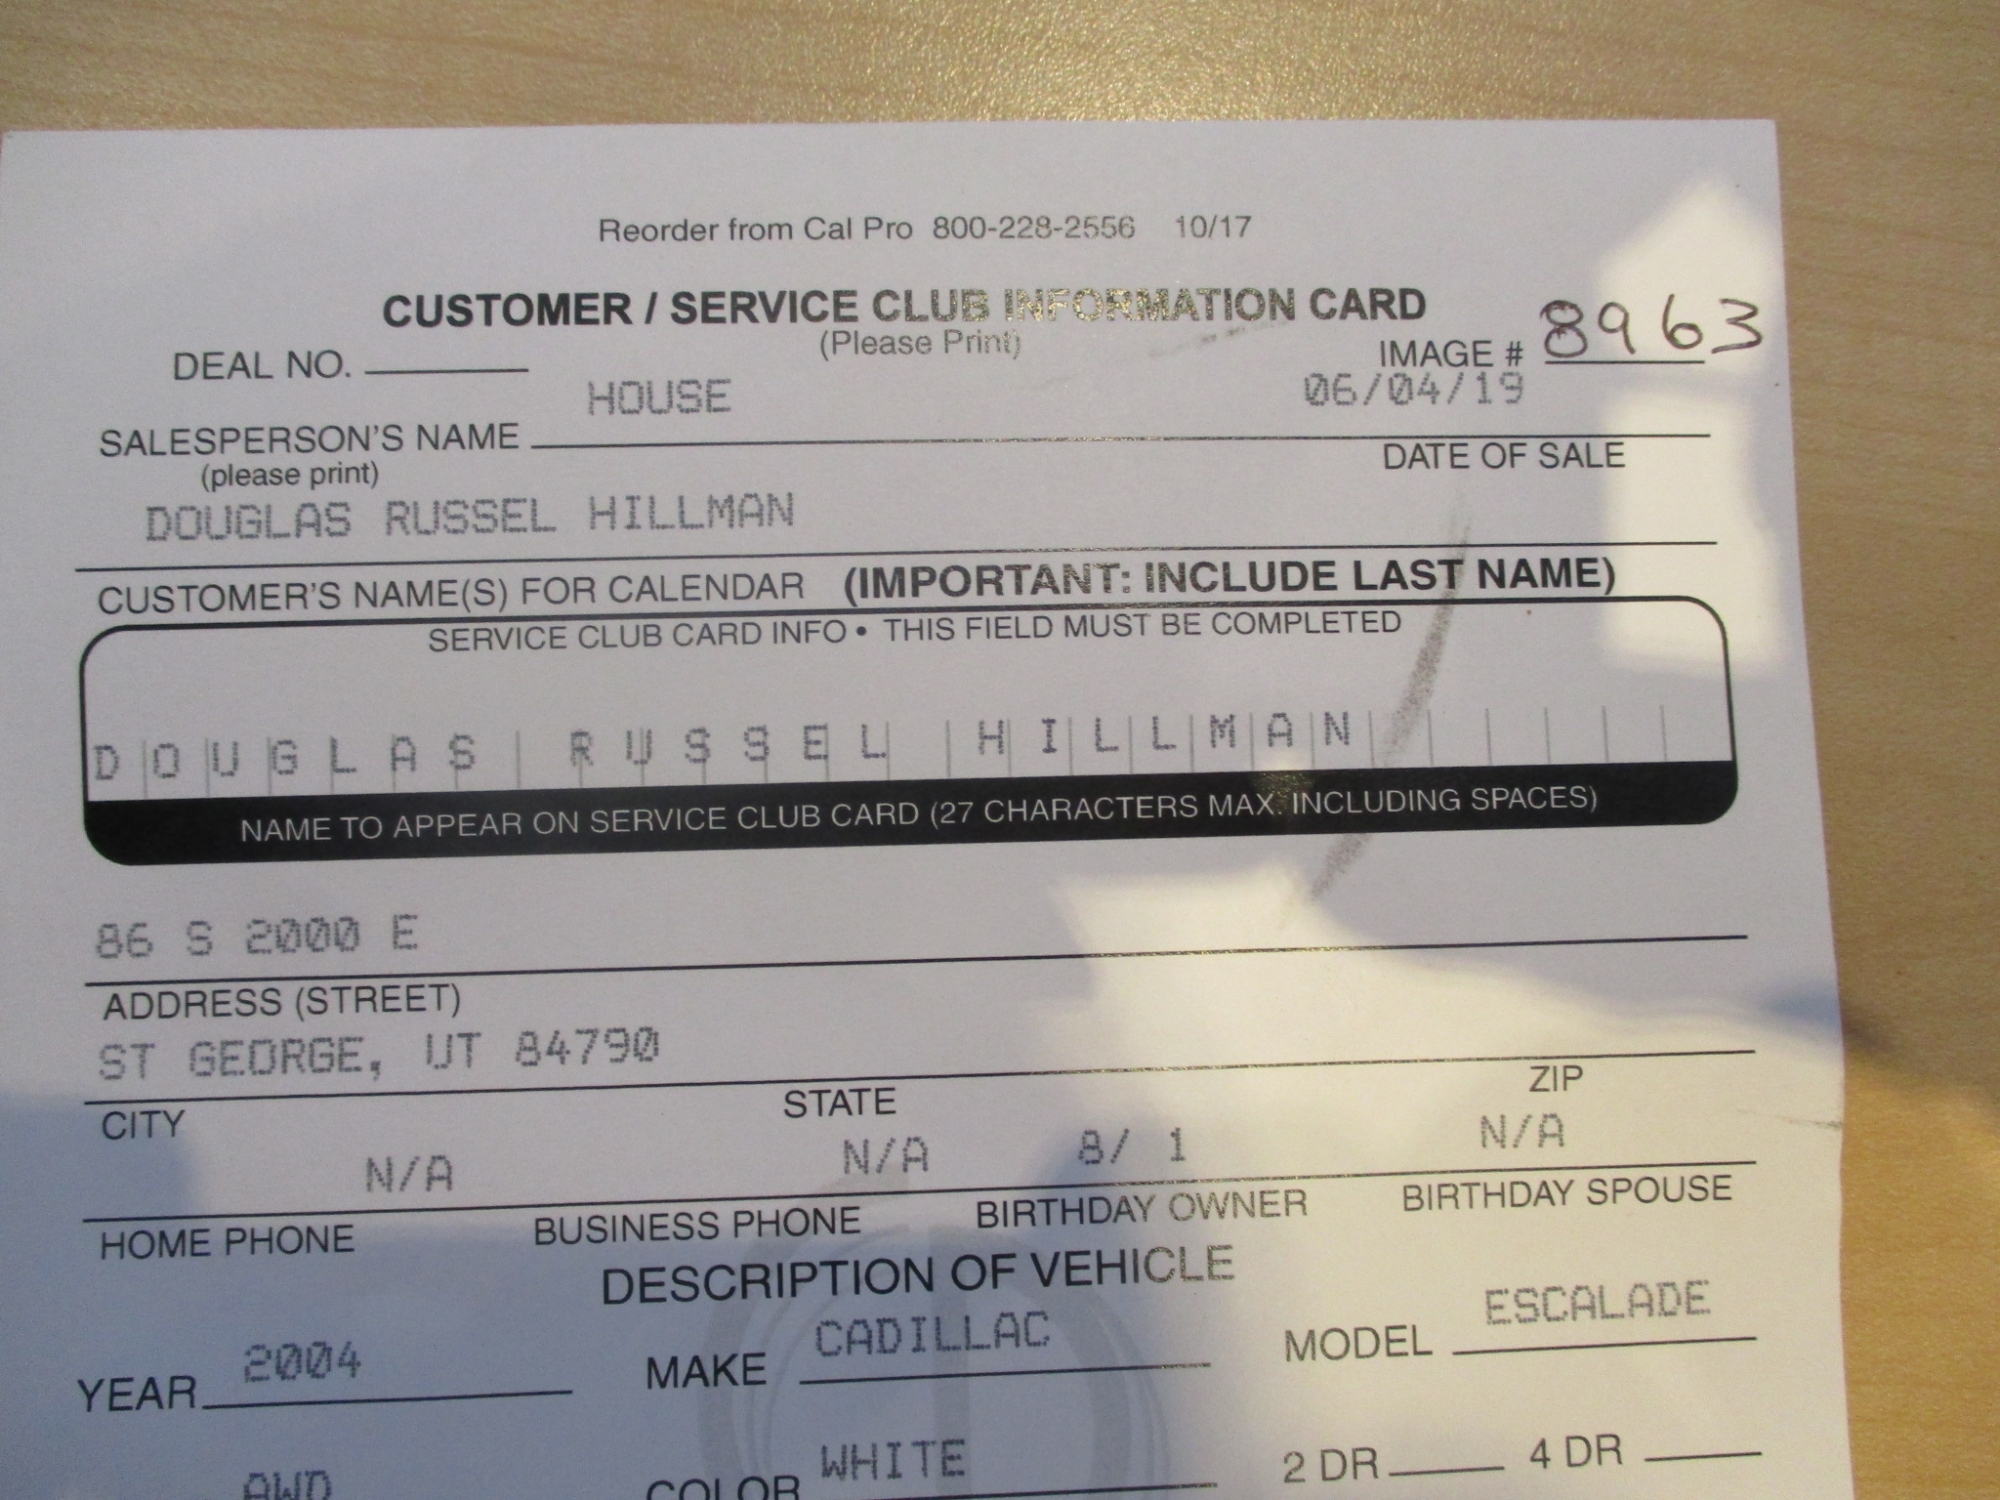 Reorder from Cal Pro 800-228-2556 10/17
CUSTOMER / SERVICE CLUB INFORMATION CARD
(Please Print)
DEAL NO.
IMAGE # 8963
HOUSE 06/04/19
SALESPERSON'S NAME
(please print)
DATE OF SALE
DOUGLAS RUSSEL HILLMAN
CUSTOMER'S NAME(S) FOR CALENDAR (IMPORTANT: INCLUDE LAST NAME)
SERVICE CLUB CARD INFO • THIS FIELD MUST BE COMPLETED
DOUGLAS RUSSEL HILLMAN
NAME TO APPEAR ON SERVICE CLUB CARD (27 CHARACTERS MAX. INCLUDING SPACES)
86 S 2000 E
ADDRESS (STREET)
ST GEORGE, UT 84790
CITY STATE ZIP
N/A N/A 8/ 1 N/A
HOME PHONE BUSINESS PHONE BIRTHDAY OWNER BIRTHDAY SPOUSE
DESCRIPTION OF VEHICLE
YEAR 2004 MAKE CADILLAC MODEL ESCALADE
AWD COLOR WHITE 2 DR 4 DR